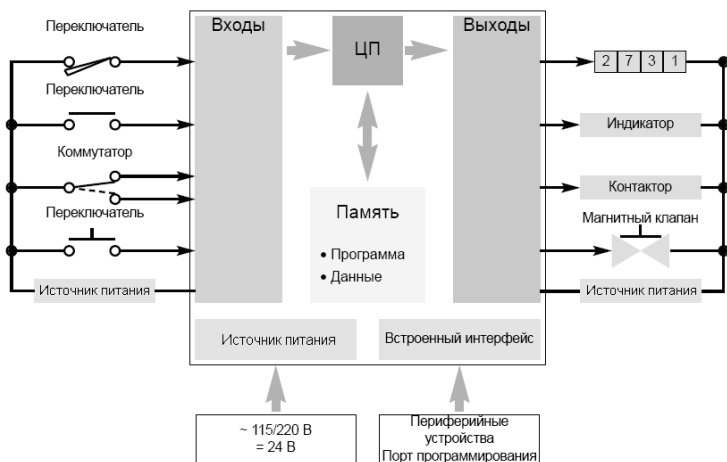 Переключатель
Переключатель
Коммутатор
Переключатель
Источник питания
Входы
ЦП
Выходы
Память
• Программа
• Данные
Источник питания
Встроенный интерфейс
2 7 3 1
Индикатор
Контактор
Магнитный клапан
Источник питания
~ 115/220 В
= 24 В
Периферийные
устройства
Порт программирования